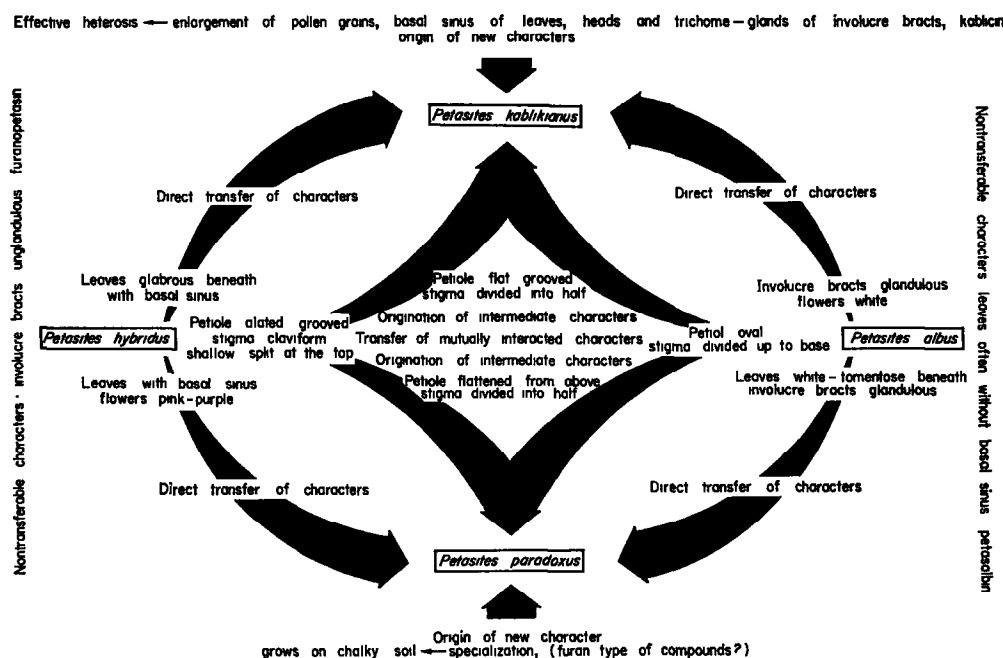 Effective heterosis ← enlargement of pollen grains, basal sinus of leaves, heads and trichome-glands of involucre bracts, kablicin
origin of new characters
Petasites kablikianus
Nontransferable characters · involucre bracts unglandulous furanopetasin
Nontransferable characters leaves often without basal sinus petasolbin
Direct transfer of characters
Direct transfer of characters
Leaves glabrous beneath
with basal sinus
Petiole flat grooved
stigma divided into half
Involucre bracts glandulous
flowers white
Origination of intermediate characters
Petasites hybridus
Petiole alated grooved
stigma claviform
shallow split at the top
Transfer of mutually interacted characters
Petiol oval
stigma divided up to base
Petasites albus
Origination of intermediate characters
Leaves with basal sinus
flowers pink-purple
Petiole flattened from above
stigma divided into half
Leaves white-tomentose beneath
involucre bracts glandulous
Direct transfer of characters
Direct transfer of characters
Petasites paradoxus
Origin of new character
grows on chalky soil ← specialization, (furan type of compounds?)